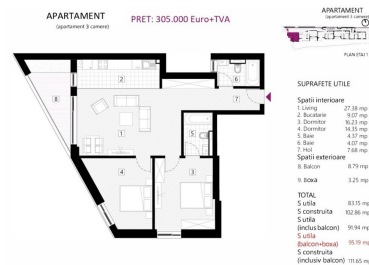 APARTAMENT
(apartament 3 camere)
PRET: 305.000 Euro+TVA
APARTAMENT
(apartament 3 camere)
PLAN ETAJ 1
8
2
6
7
1
5
4
3
SUPRAFETE UTILE
Spatii interioare
1. Living 27.38 mp
2. Bucatarie 9.07 mp
3. Dormitor 16.23 mp
4. Dormitor 14.35 mp
5. Baie 4.37 mp
6. Baie 4.07 mp
7. Hol 7.68 mp
Spatii exterioare
8. Balcon 8.79 mp
9. Boxa 3.25 mp
TOTAL
S utila 83.15 mp
S construita 102.86 mp
S utila
(inclus balcon) 91.94 mp
S utila
(balcon+boxa) 95.19 mp
S construita
(inclusiv balcon) 111.65 mp